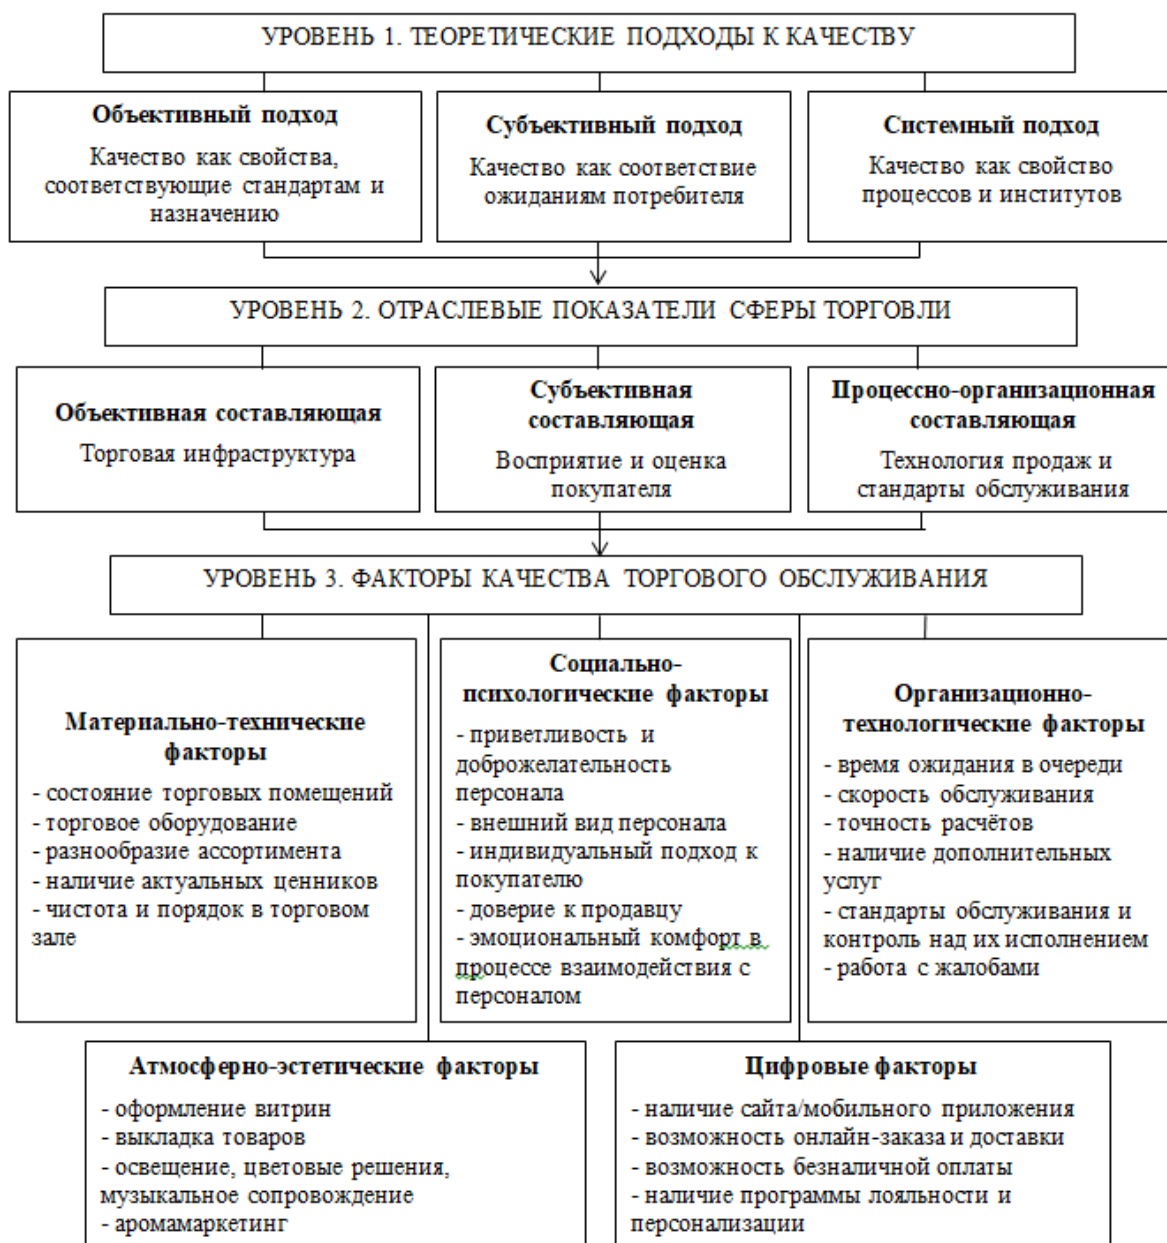 УРОВЕНЬ 1. ТЕОРЕТИЧЕСКИЕ ПОДХОДЫ К КАЧЕСТВУ
Объективный подход
Качество как свойства,
соответствующие стандартам и
назначению
Субъективный подход
Качество как соответствие
ожиданиям потребителя
Системный подход
Качество как свойство
процессов и институтов
УРОВЕНЬ 2. ОТРАСЛЕВЫЕ ПОКАЗАТЕЛИ СФЕРЫ ТОРГОВЛИ
Объективная составляющая
Торговая инфраструктура
Субъективная
составляющая
Восприятие и оценка
покупателя
Процессно-организационная
составляющая
Технология продаж и
стандарты обслуживания
УРОВЕНЬ 3. ФАКТОРЫ КАЧЕСТВА ТОРГОВОГО ОБСЛУЖИВАНИЯ
Материально-технические
факторы
- состояние торговых помещений
- торговое оборудование
- разнообразие ассортимента
- наличие актуальных ценников
- чистота и порядок в торговом
зале
Социально-
психологические факторы
- приветливость и
доброжелательность
персонала
- внешний вид персонала
- индивидуальный подход к
покупателю
- доверие к продавцу
- эмоциональный комфорт в
процессе взаимодействия с
персоналом
Организационно-
технологические факторы
- время ожидания в очереди
- скорость обслуживания
- точность расчётов
- наличие дополнительных
услуг
- стандарты обслуживания и
контроль над их исполнением
- работа с жалобами
Атмосферно-эстетические факторы
- оформление витрин
- выкладка товаров
- освещение, цветовые решения,
музыкальное сопровождение
- аромамаркетинг
Цифровые факторы
- наличие сайта/мобильного приложения
- возможность онлайн-заказа и доставки
- возможность безналичной оплаты
- наличие программы лояльности и
персонализации